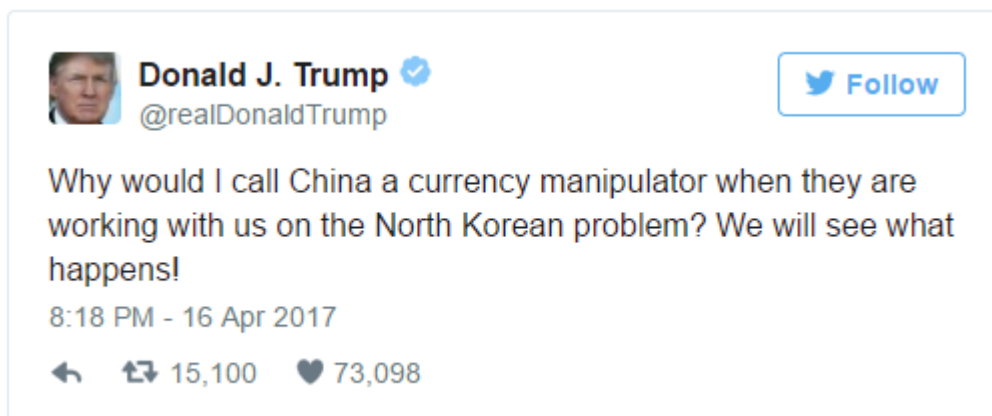 Donald J. Trump
@realDonaldTrump
Follow
Why would I call China a currency manipulator when they are
working with us on the North Korean problem? We will see what
happens!
8:18 PM - 16 Apr 2017
15,100 73,098